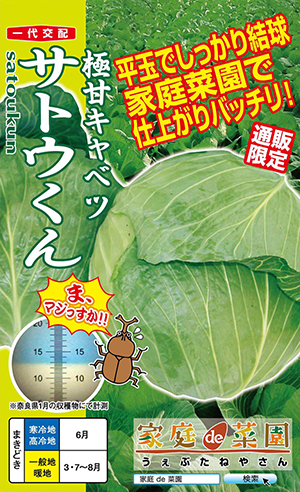 一代交配
極甘キャベツ
サトウくん
satoukun
平玉でしっかり結球
家庭菜園で
仕上がりバッチリ！
通販
限定
ま、
マジっすか!!
20
15 15
10 10
※奈良県1月の収穫物にて計測
まきどき
寒冷地
高冷地
6月
一般地
暖地
3・7〜8月
家庭de菜園
うぇぶたねやさん
家庭 de 菜園 検索